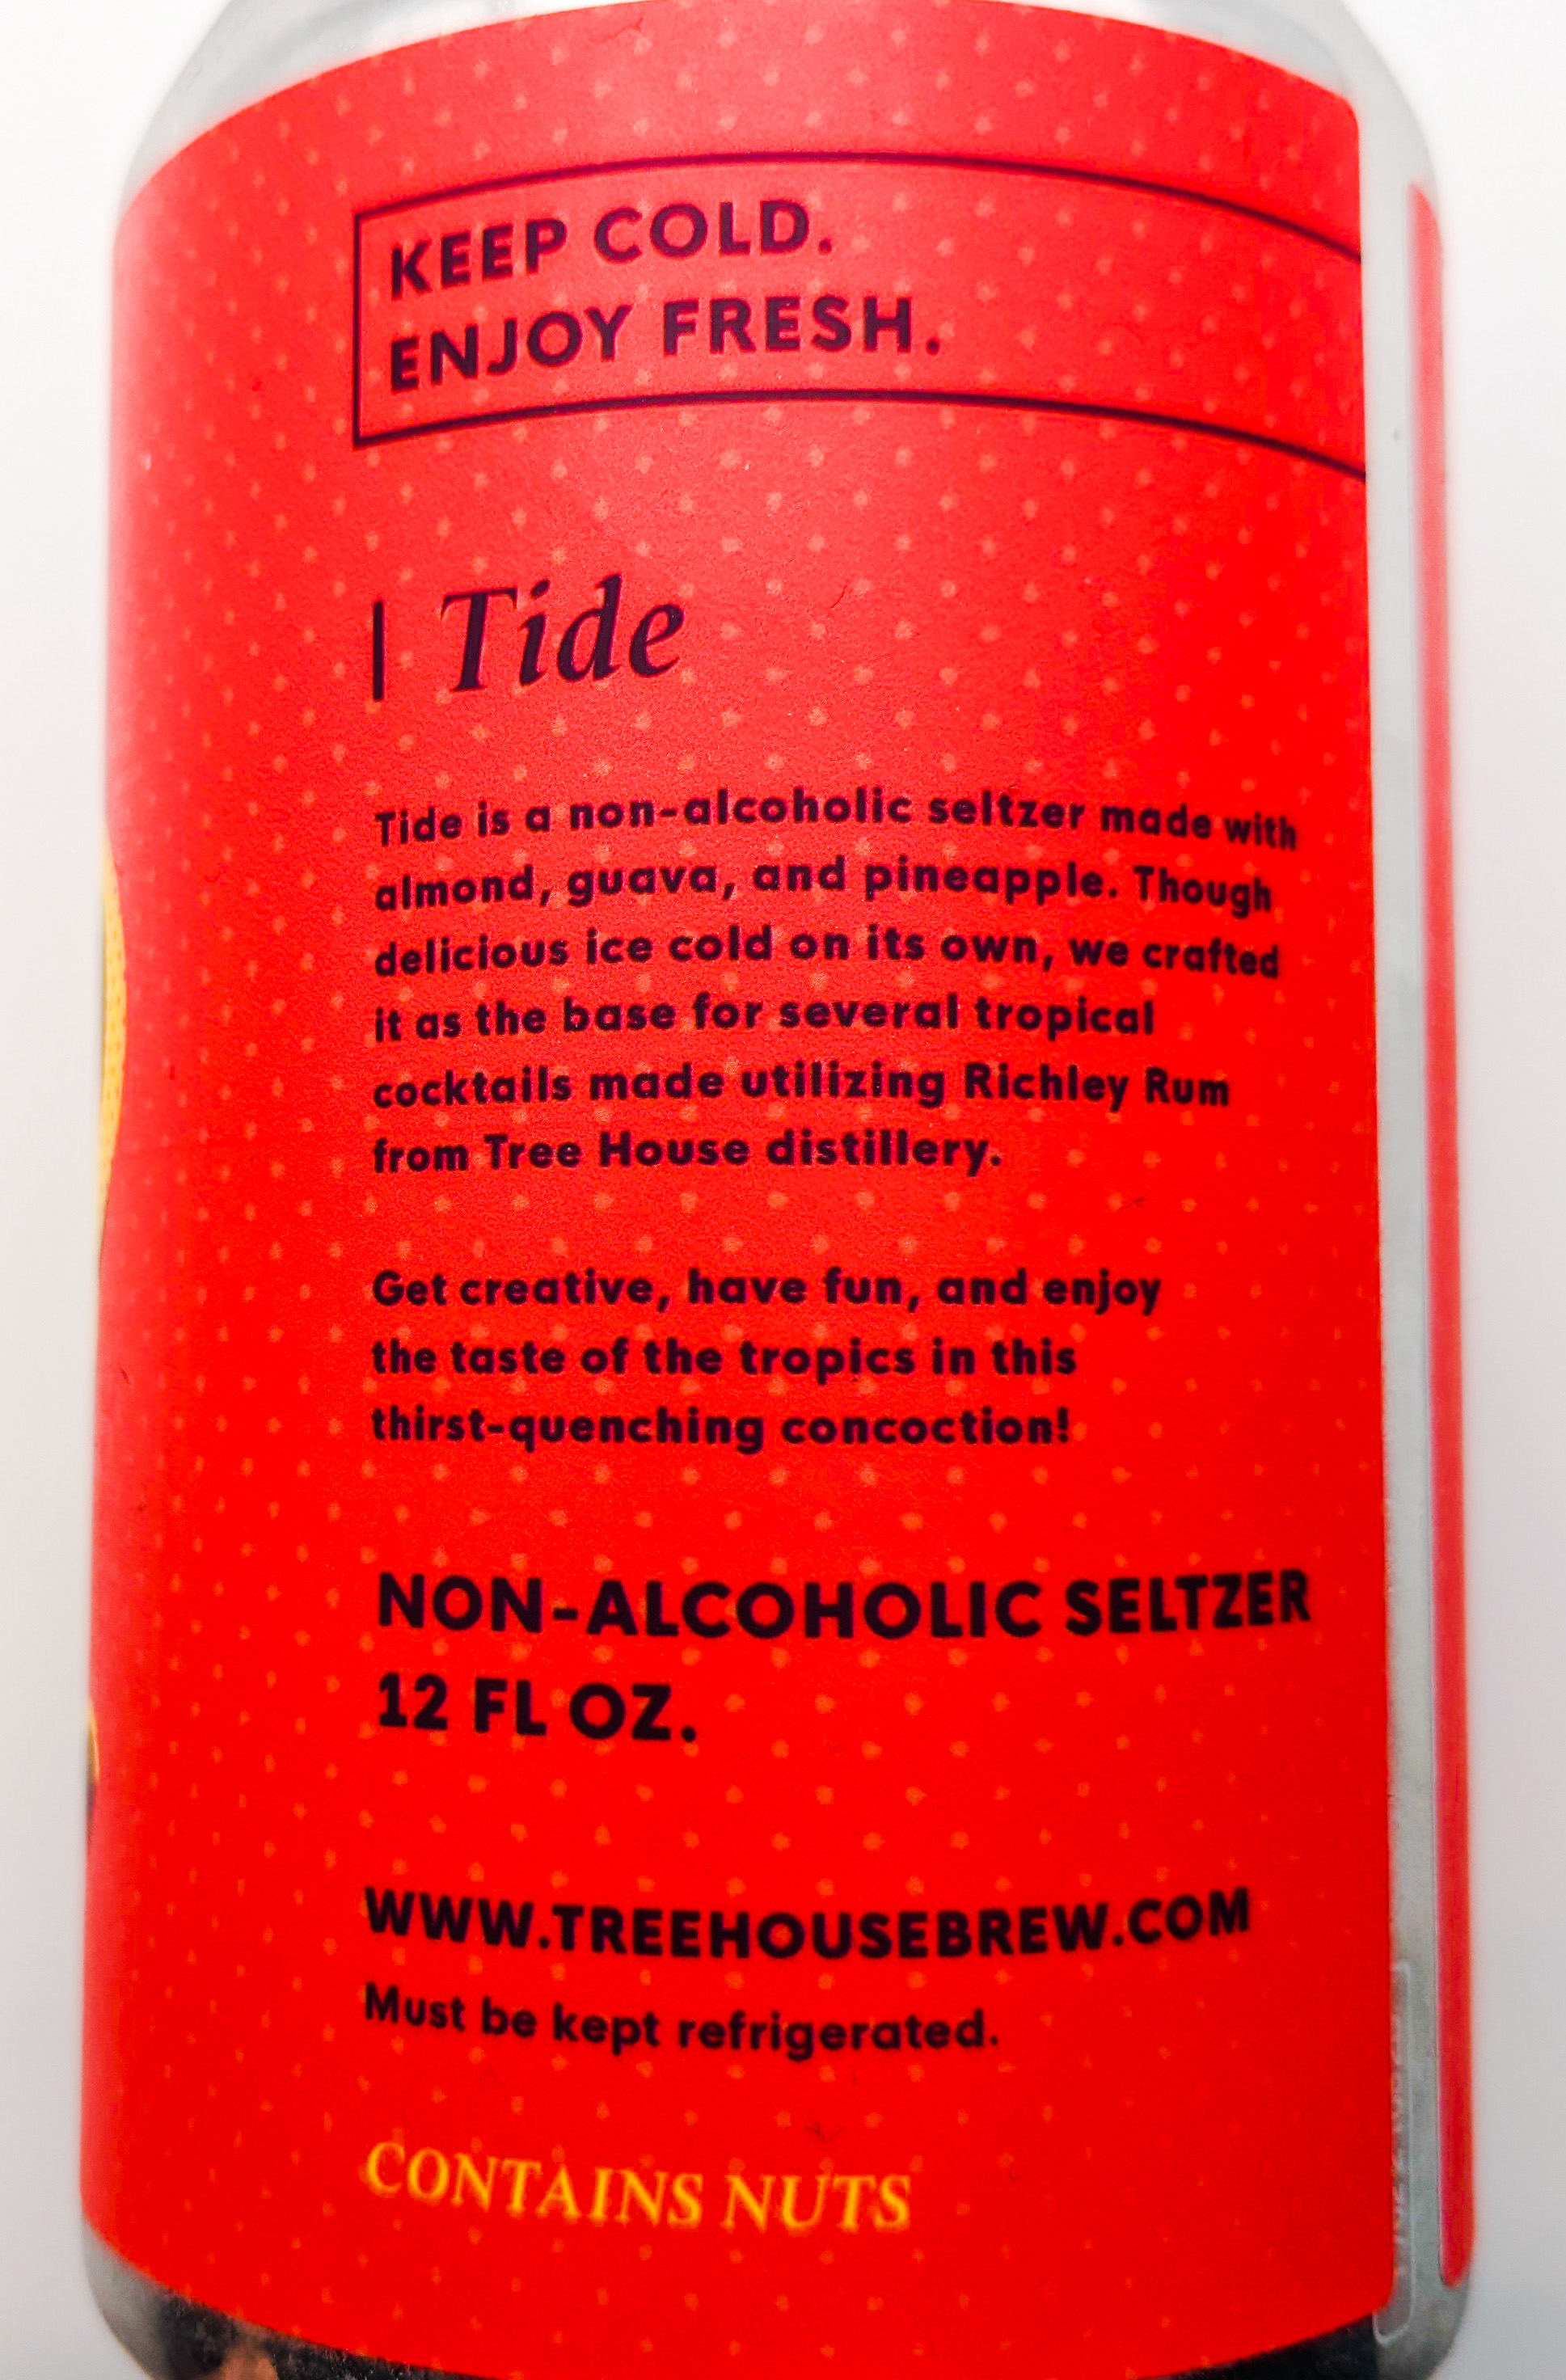 KEEP COLD.
ENJOY FRESH.
| Tide
Tide is a non-alcoholic seltzer made with
almond, guava, and pineapple. Though
delicious ice cold on its own, we crafted
it as the base for several tropical
cocktails made utilizing Richley Rum
from Tree House distillery.
Get creative, have fun, and enjoy
the taste of the tropics in this
thirst-quenching concoction!
NON-ALCOHOLIC SELTZER
12 FL OZ.
WWW.TREEHOUSEBREW.COM
Must be kept refrigerated.
CONTAINS NUTS